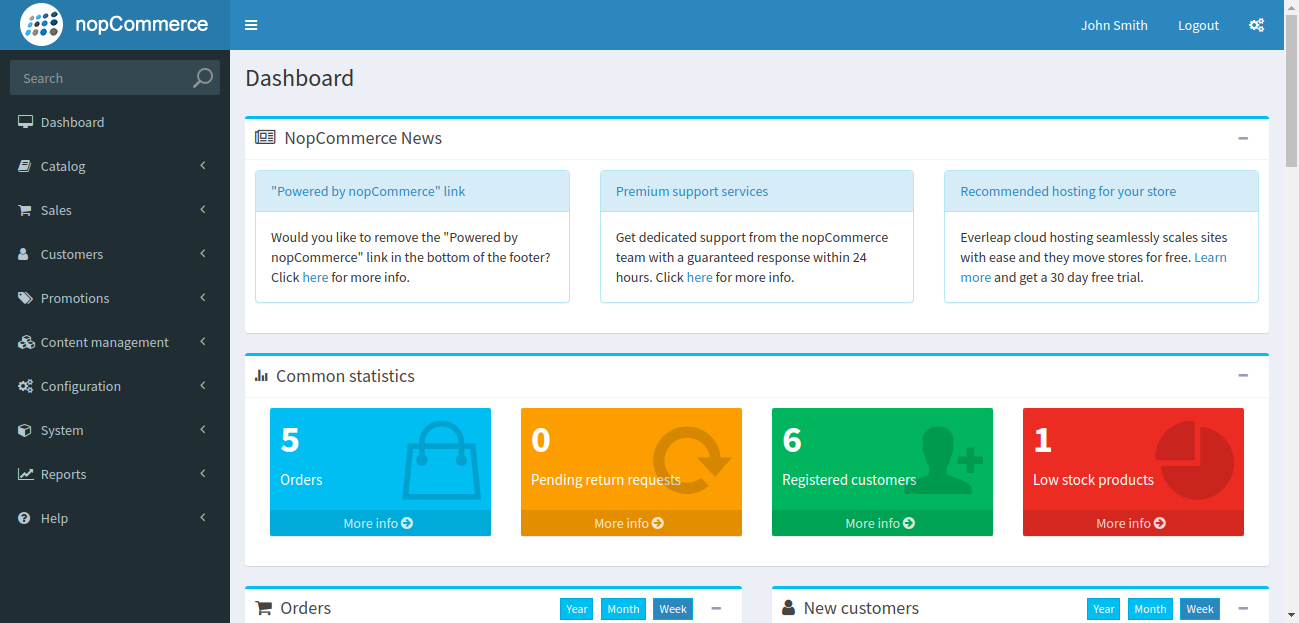 nopCommerce
John Smith
Logout
Search
Dashboard
Catalog
Sales
Customers
Promotions
Content management
Configuration
System
Reports
Help
Dashboard
NopCommerce News
"Powered by nopCommerce" link
Would you like to remove the "Powered by
nopCommerce" link in the bottom of the footer?
Click here for more info.
Premium support services
Get dedicated support from the nopCommerce
team with a guaranteed response within 24
hours. Click here for more info.
Recommended hosting for your store
Everleap cloud hosting seamlessly scales sites
with ease and they move stores for free. Learn
more and get a 30 day free trial.
Common statistics
5
Orders
More info
0
Pending return requests
More info
6
Registered customers
More info
1
Low stock products
More info
Orders
Year
Month
Week
New customers
Year
Month
Week